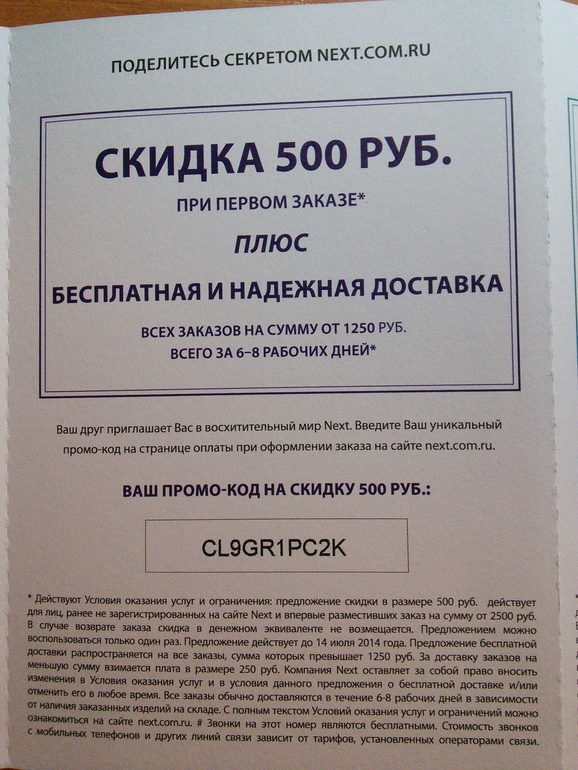 ПОДЕЛИТЕСЬ СЕКРЕТОМ NEXT.COM.RU
СКИДКА 500 РУБ.
ПРИ ПЕРВОМ ЗАКАЗЕ*
ПЛЮС
БЕСПЛАТНАЯ И НАДЕЖНАЯ ДОСТАВКА
ВСЕХ ЗАКАЗОВ НА СУММУ ОТ 1250 РУБ.
ВСЕГО ЗА 6–8 РАБОЧИХ ДНЕЙ*
Ваш друг приглашает Вас в восхитительный мир Next. Введите Ваш уникальный
промо-код на странице оплаты при оформлении заказа на сайте next.com.ru.
ВАШ ПРОМО-КОД НА СКИДКУ 500 РУБ.:
CL9GR1PC2K
* Действуют Условия оказания услуг и ограничения: предложение скидки в размере 500 руб. действует
для лиц, ранее не зарегистрированных на сайте Next и впервые разместивших заказ на сумму от 2500 руб.
В случае возврата заказа скидка в денежном эквиваленте не возмещается. Предложением можно
воспользоваться только один раз. Предложение действует до 14 июля 2014 года. Предложение бесплатной
доставки распространяется на все заказы, сумма которых превышает 1250 руб. За доставку заказов на
меньшую сумму взимается плата в размере 250 руб. Компания Next оставляет за собой право вносить
изменения в Условия оказания услуг и в условия данного предложения о бесплатной доставке и/или
отменить его в любое время. Все заказы обычно доставляются в течение 6-8 рабочих дней в зависимости
от наличия заказанных изделий на складе. С полным текстом Условий оказания услуг и ограничений можно
ознакомиться на сайте next.com.ru. # Звонки на этот номер являются бесплатными. Стоимость звонков
с мобильных телефонов и других линий связи зависит от тарифов, установленных операторами связи.